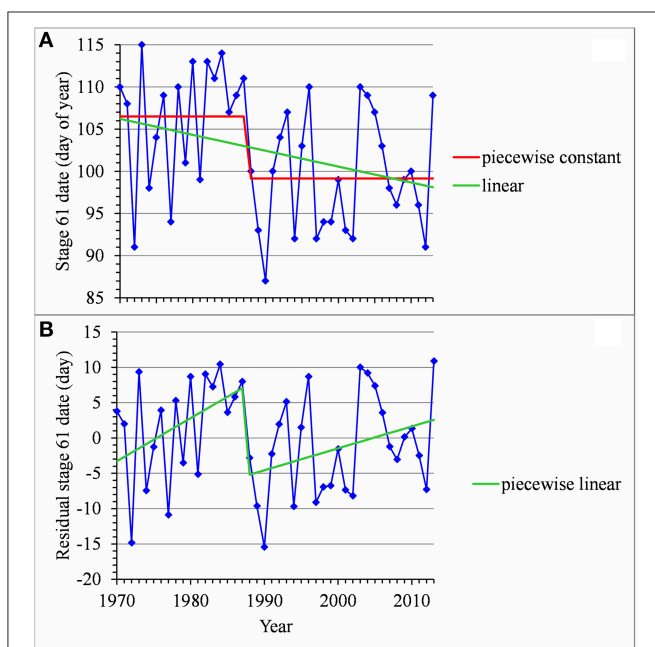 A
115
110
105
100
95
90
85
Stage 61 date (day of year)
piecewise constant
linear
B
15
10
5
0
-5
-10
-15
-20
Residual stage 61 date (day)
piecewise linear
1970 1980 1990 2000 2010
Year